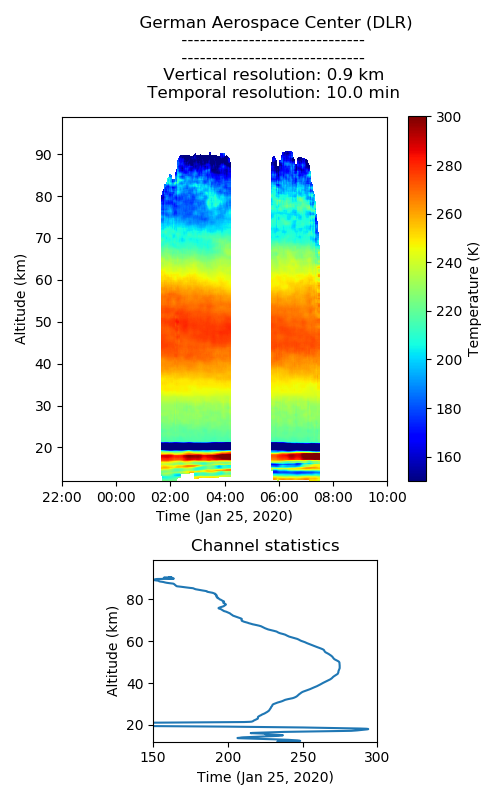 German Aerospace Center (DLR)
----------------------------
----------------------------
Vertical resolution: 0.9 km
Temporal resolution: 10.0 min
90
80
70
60
50
40
30
20
Altitude (km)
22:00 00:00 02:00 04:00 06:00 08:00 10:00
Time (Jan 25, 2020)
300
280
260
240
220
200
180
160
Temperature (K)
Channel statistics
80
60
40
20
Altitude (km)
150 200 250 300
Time (Jan 25, 2020)